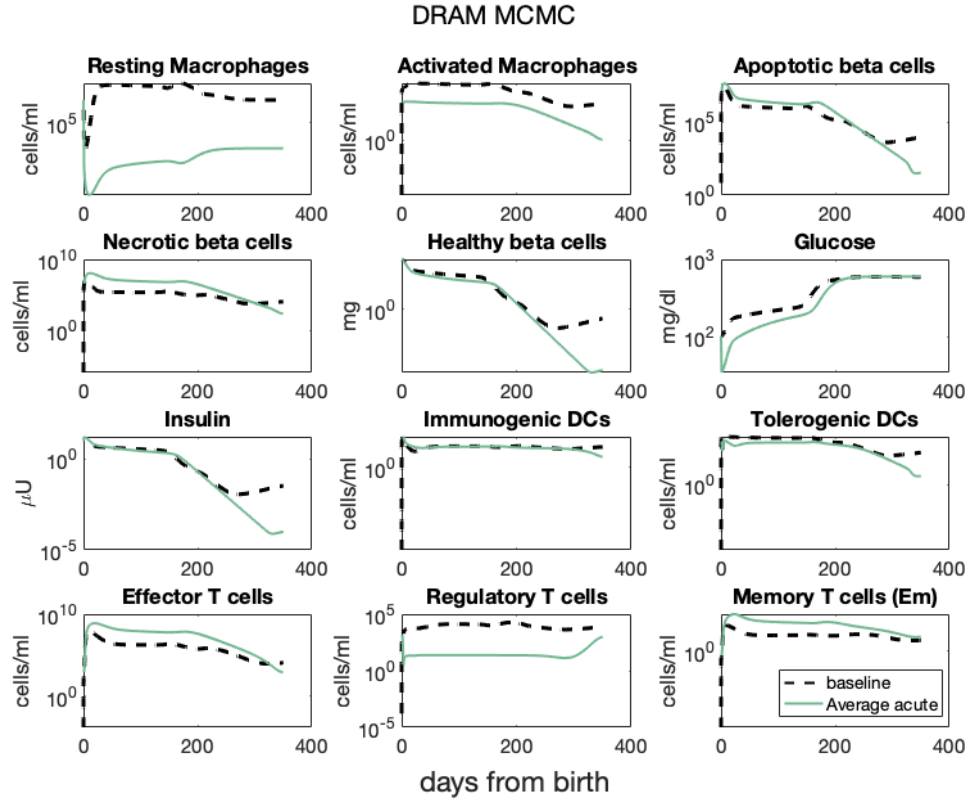 DRAM MCMC
Resting Macrophages
Activated Macrophages
Apoptotic beta cells
cells/ml
10^5
0 200 400
cells/ml
10^0
0 200 400
cells/ml
10^5
10^0
0 200 400
Necrotic beta cells
Healthy beta cells
Glucose
cells/ml
10^10
10^0
0 200 400
mg
10^0
0 200 400
mg/dl
10^3
10^2
0 200 400
Insulin
Immunogenic DCs
Tolerogenic DCs
μU
10^0
10^-5
0 200 400
cells/ml
10^0
0 200 400
cells/ml
10^0
0 200 400
Effector T cells
Regulatory T cells
Memory T cells (Em)
cells/ml
10^10
10^0
0 200 400
cells/ml
10^5
10^0
10^-5
0 200 400
cells/ml
10^0
0 200 400
baseline
Average acute
days from birth